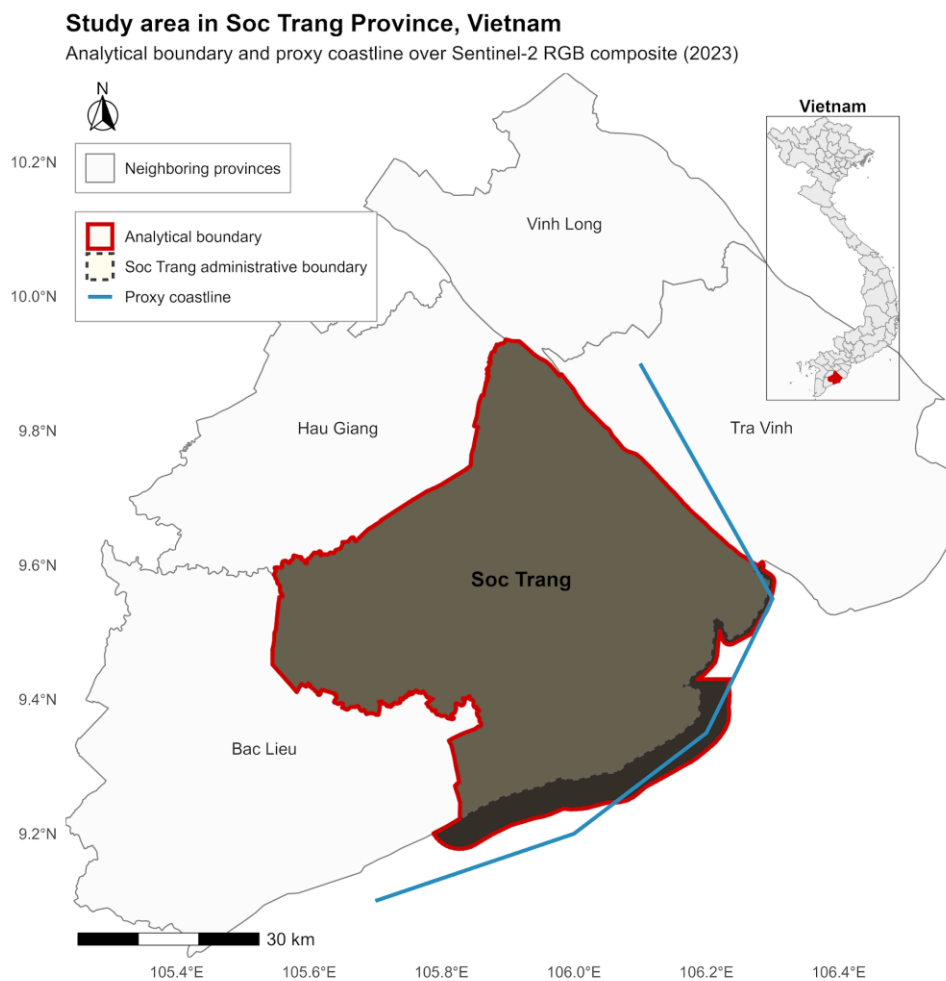 Study area in Soc Trang Province, Vietnam
Analytical boundary and proxy coastline over Sentinel-2 RGB composite (2023)
N
Vietnam
Neighboring provinces
10.2°N
Vinh Long
Analytical boundary
Soc Trang administrative boundary
Proxy coastline
10.0°N
9.8°N
Hau Giang
Tra Vinh
9.6°N
Soc Trang
9.4°N
Bac Lieu
9.2°N
30 km
105.4°E
105.6°E
105.8°E
106.0°E
106.2°E
106.4°E